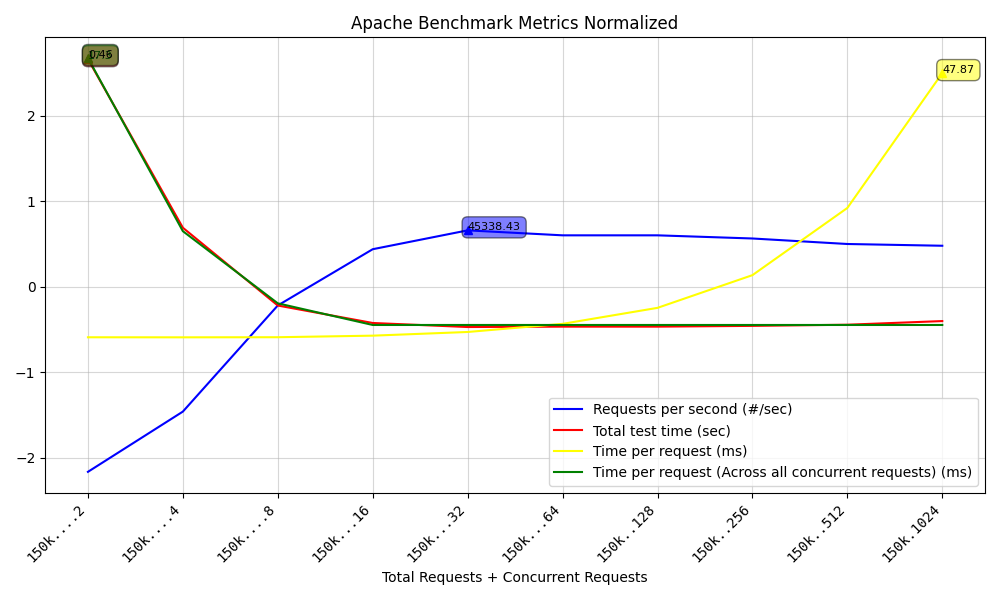 Apache Benchmark Metrics Normalized
0.46
47.87
45338.43
2
1
0
−1
−2
Requests per second (#/sec)
Total test time (sec)
Time per request (ms)
Time per request (Across all concurrent requests) (ms)
150k....2
150k....4
150k....8
150k...16
150k...32
150k...64
150k..128
150k..256
150k..512
150k.1024
Total Requests + Concurrent Requests